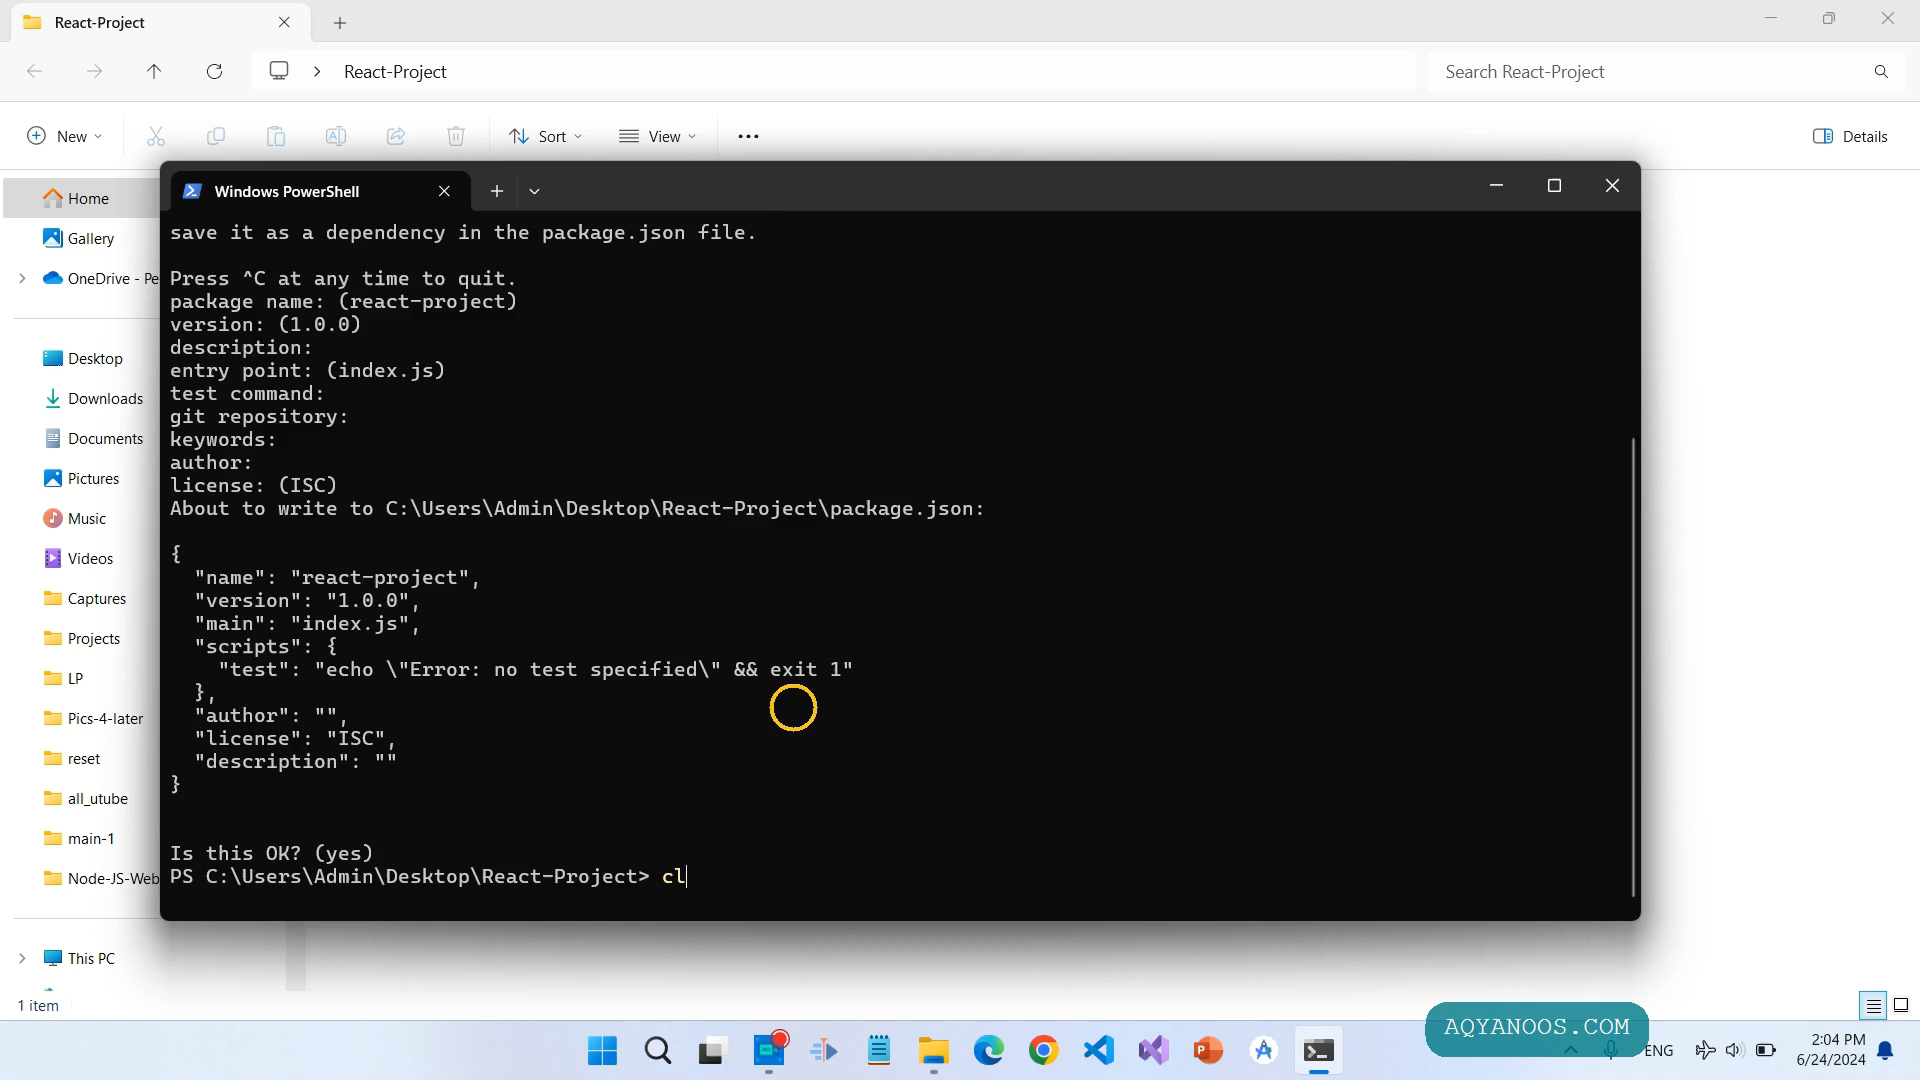 React-Project
React-Project
Search React-Project
New
Sort
View
Details
Home
Gallery
OneDrive - Pe
Desktop
Downloads
Documents
Pictures
Music
Videos
Captures
Projects
LP
Pics-4-later
reset
all_utube
main-1
Node-JS-Web
This PC
1 item
Windows PowerShell
save it as a dependency in the package.json file.
Press ^C at any time to quit.
package name: (react-project)
version: (1.0.0)
description:
entry point: (index.js)
test command:
git repository:
keywords:
author:
license: (ISC)
About to write to C:\Users\Admin\Desktop\React-Project\package.json:
{
"name": "react-project",
"version": "1.0.0",
"main": "index.js",
"scripts": {
"test": "echo \"Error: no test specified\" && exit 1"
},
"author": "",
"license": "ISC",
"description": ""
}
Is this OK? (yes)
PS C:\Users\Admin\Desktop\React-Project> cl
AQYANOOS.COM
ENG
2:04 PM
6/24/2024